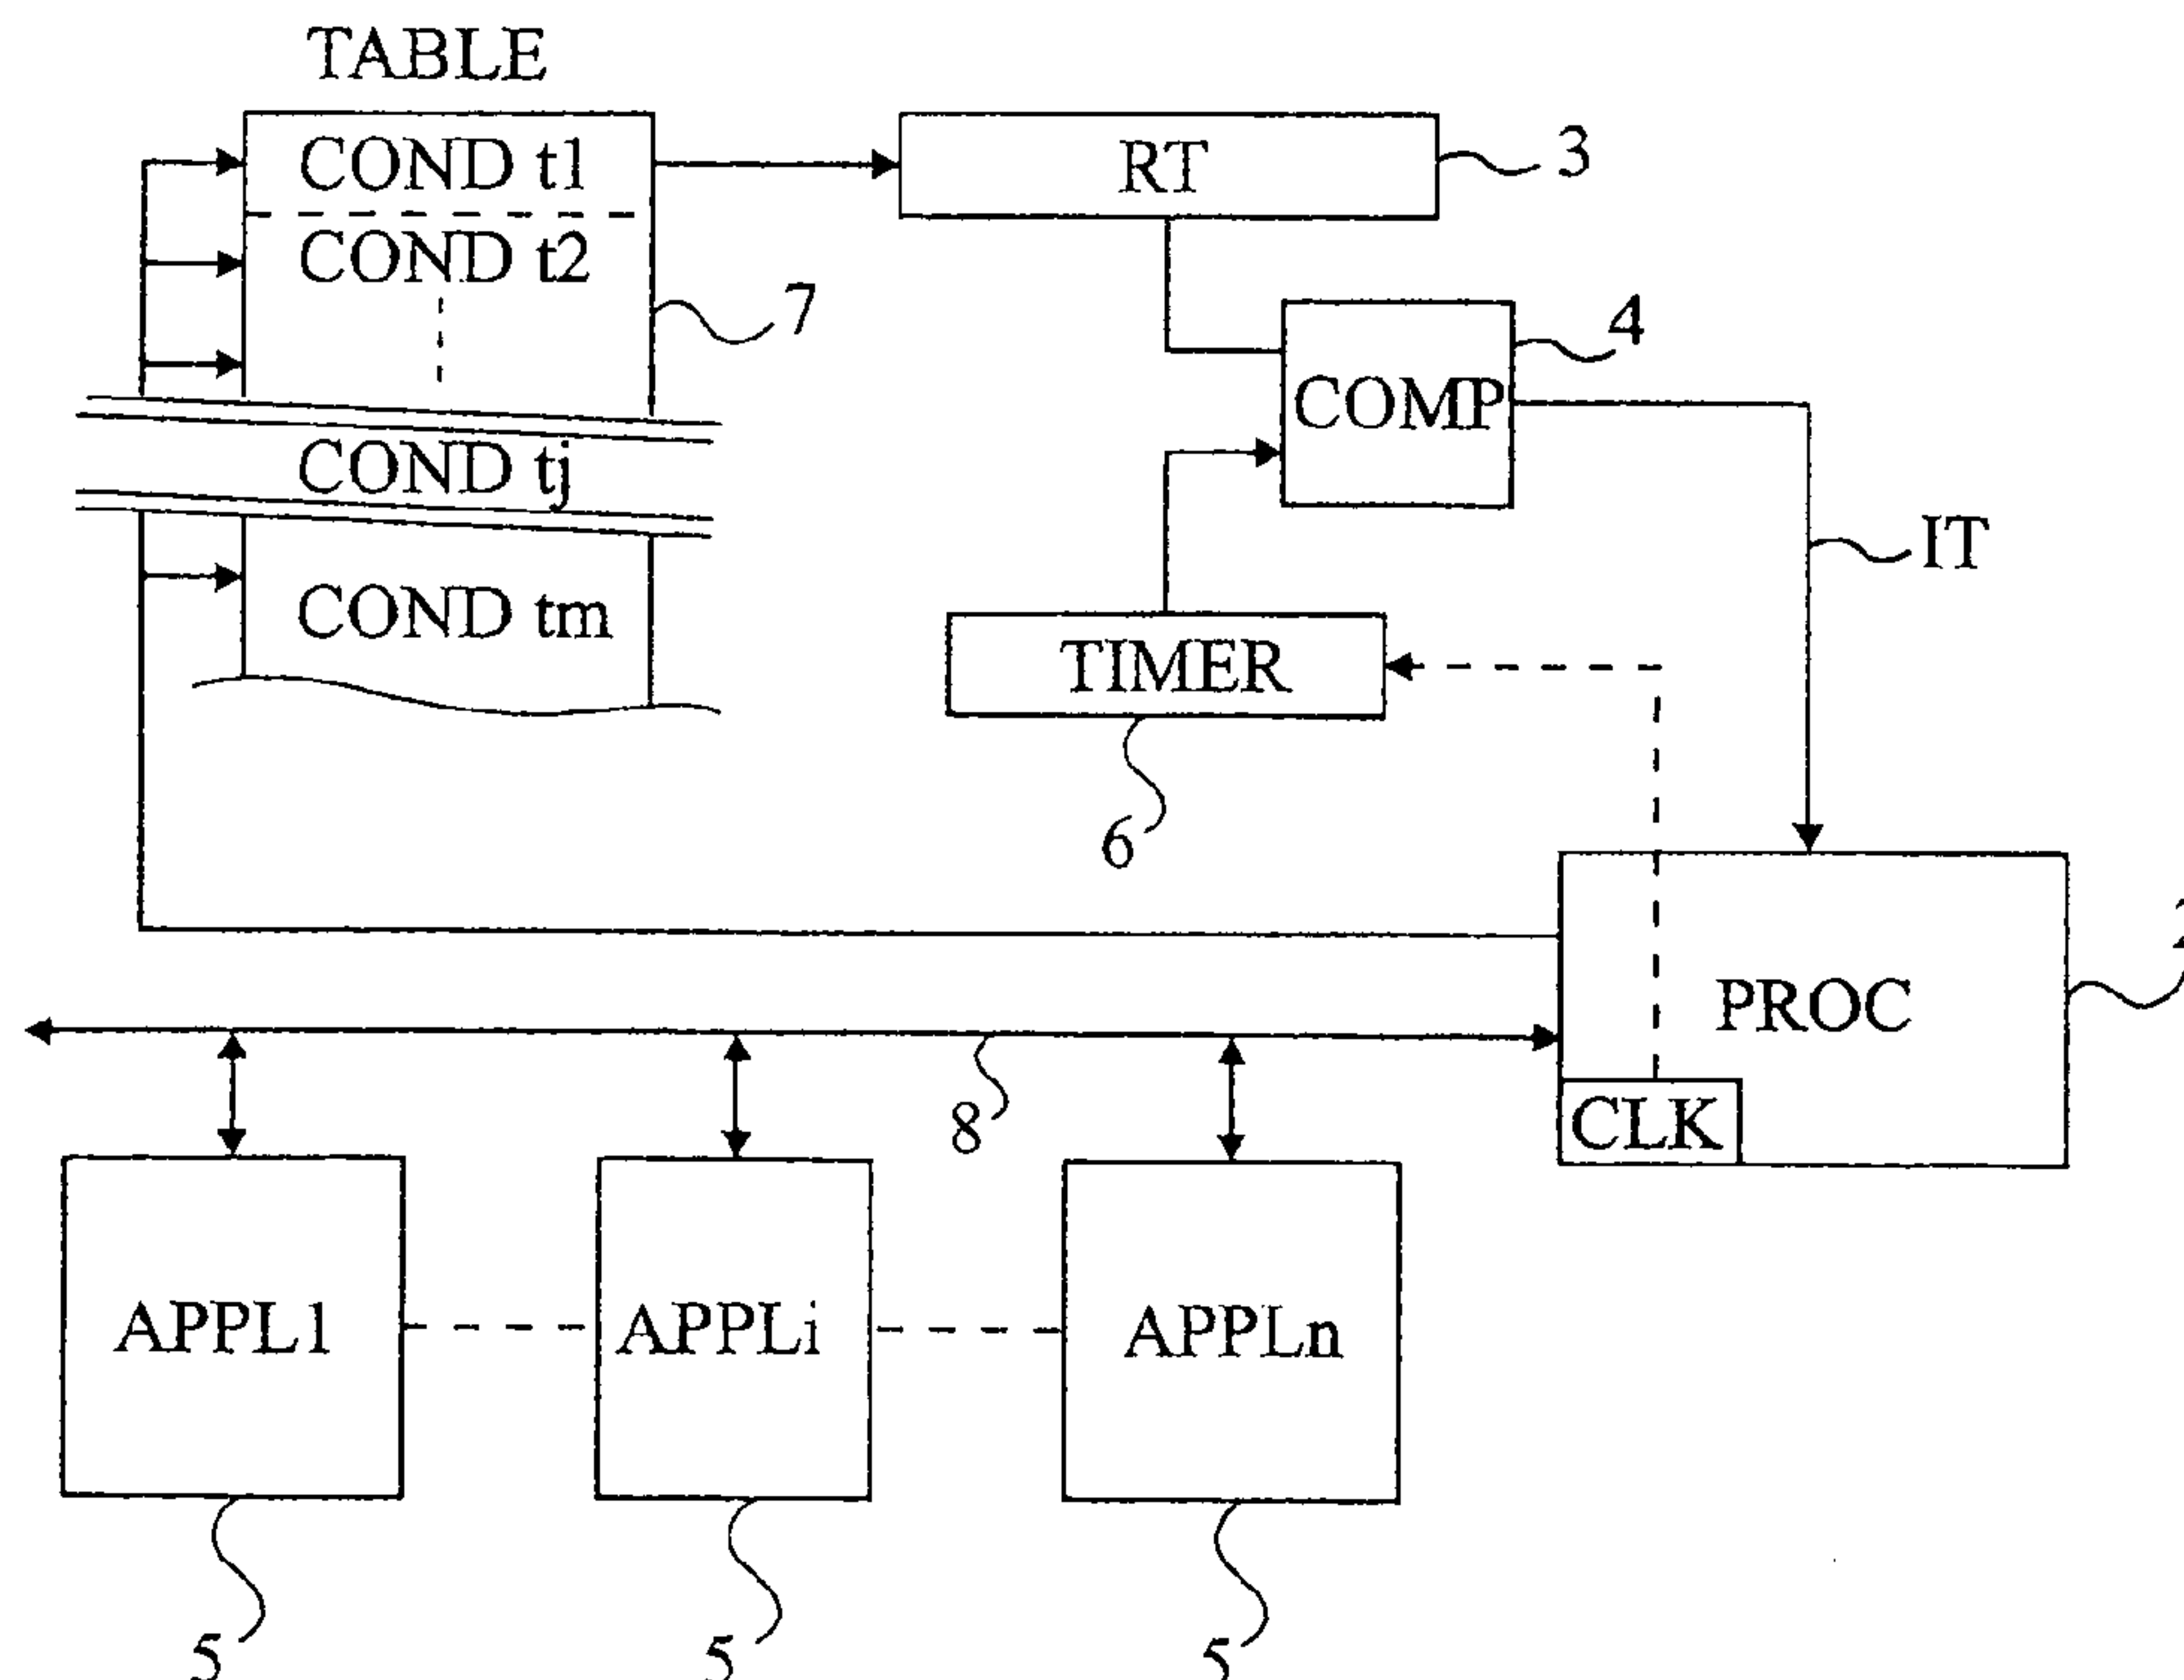 TABLE
COND t1
RT
3
COND t2
7
4
COMP
COND tj
IT
COND tm
TIMER
6
2
PROC
8
CLK
APPL1
APPLi
APPLn
5
5
5